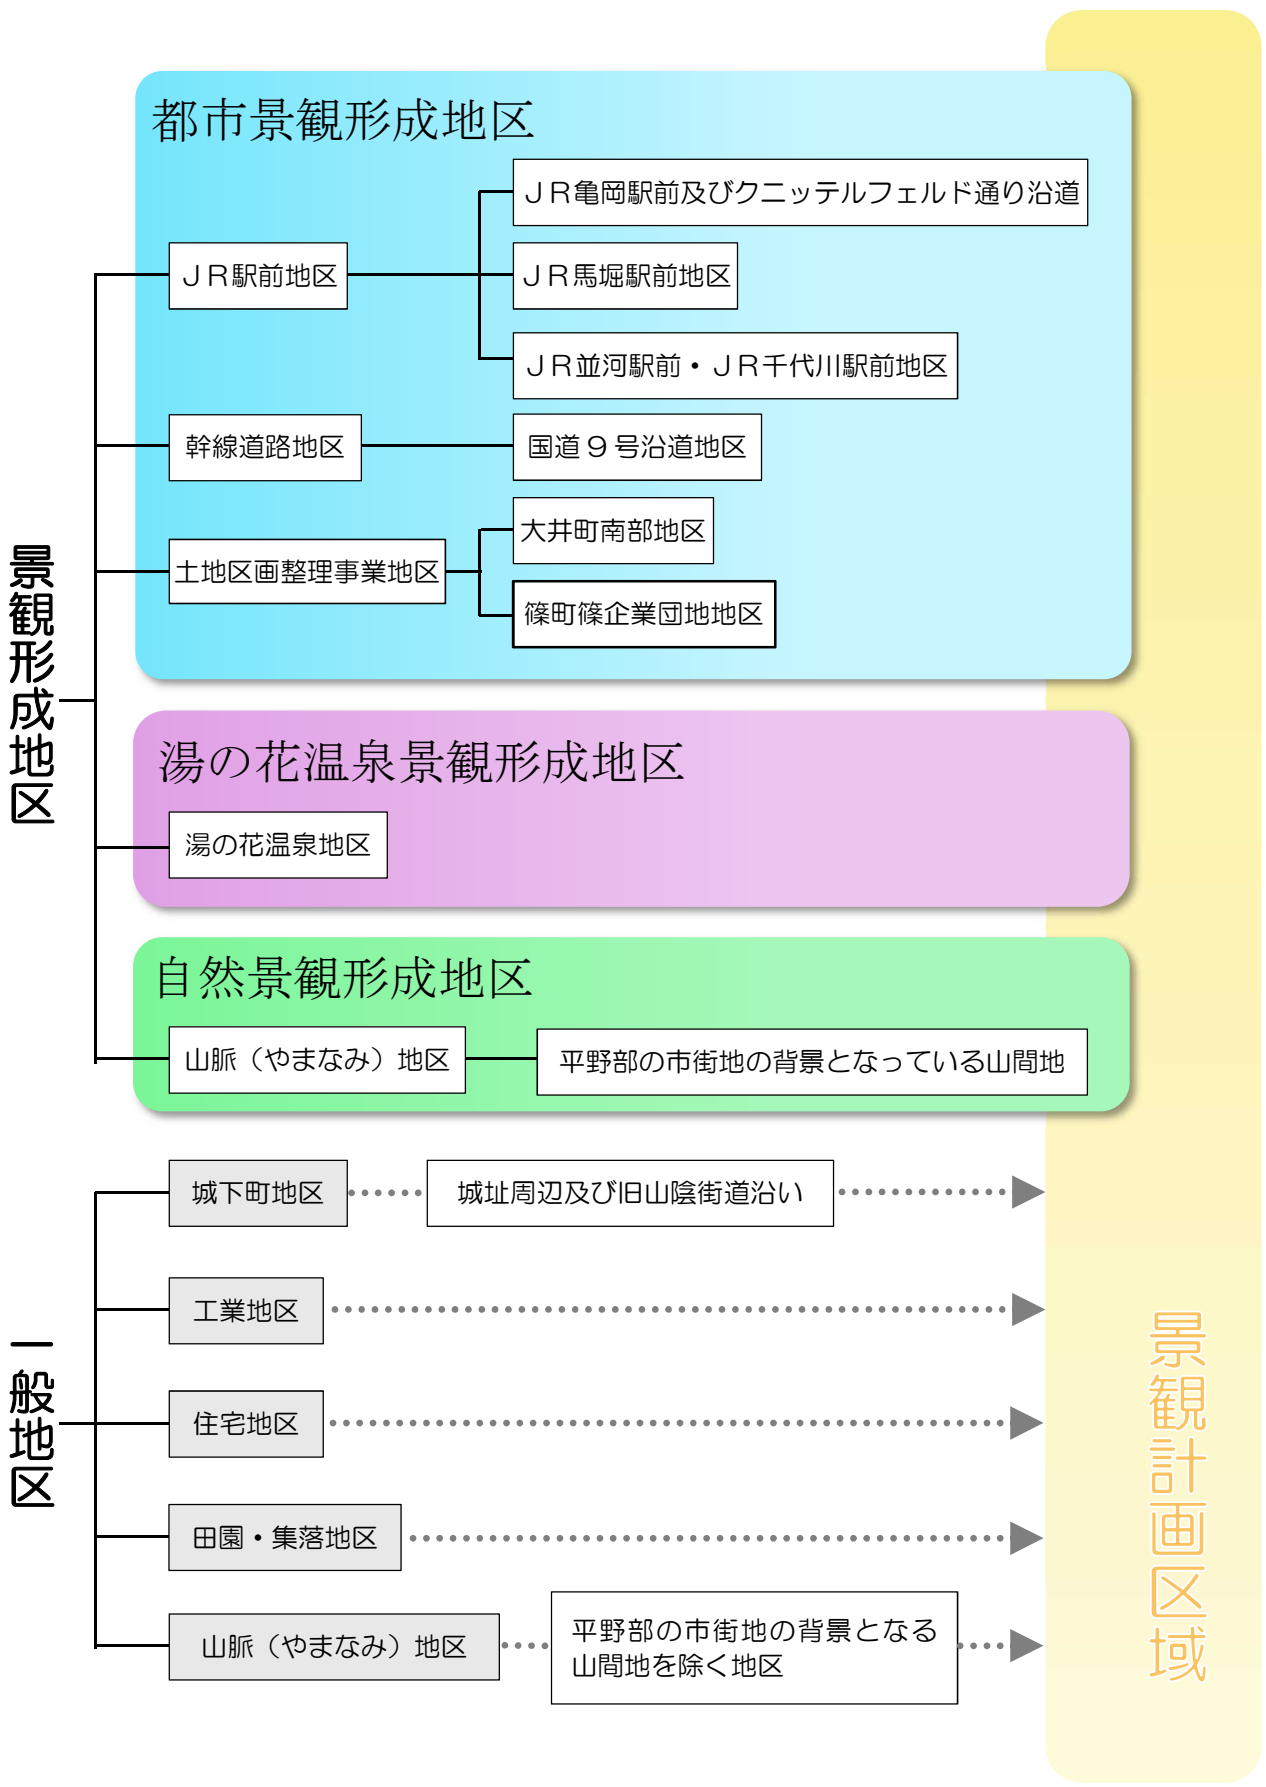 都市景観形成地区
ＪＲ亀岡駅前及びクニッテルフェルド通り沿道
ＪＲ駅前地区
ＪＲ馬堀駅前地区
ＪＲ並河駅前・ＪＲ千代川駅前地区
幹線道路地区
国道９号沿道地区
大井町南部地区
土地区画整理事業地区
篠町篠企業団地地区
景観形成地区
湯の花温泉景観形成地区
湯の花温泉地区
自然景観形成地区
山脈（やまなみ）地区
平野部の市街地の背景となっている山間地
城下町地区
城址周辺及び旧山陰街道沿い
工業地区
一般地区
住宅地区
田園・集落地区
山脈（やまなみ）地区
平野部の市街地の背景となる
山間地を除く地区
景観計画区域